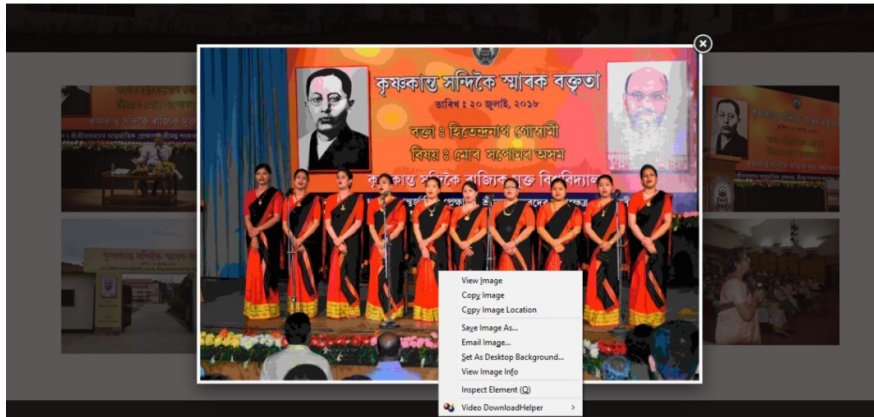 কৃষ্ণকান্ত সন্দিকৈ স্মাৰক বক্তৃতা
তাৰিখ ঃ ২০ জুলাই, ২০১৮
বক্তা ঃ হিতেন্দ্ৰনাথ গোস্বামী
বিষয় ঃ মোৰ সপোনৰ অসম
কৃষ্ণকান্ত সন্দিকৈ ৰাজ্যিক মুক্ত বিশ্ববিদ্যাল
View Image
Copy Image
Copy Image Location
Save Image As...
Email Image...
Set As Desktop Background...
View Image Info
Inspect Element (Q)
Video DownloadHelper